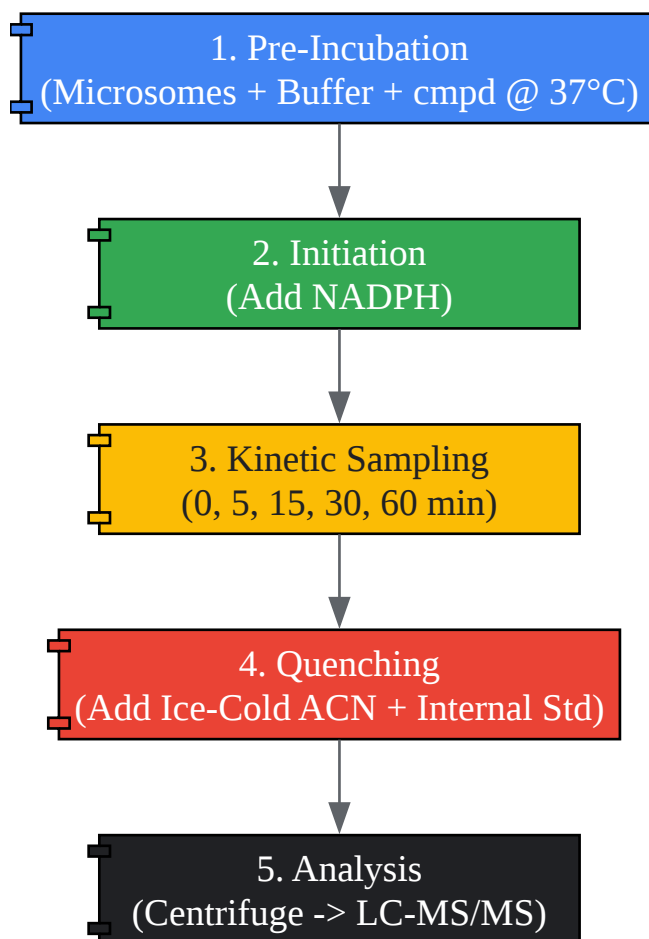 1. Pre-Incubation
(Microsomes + Buffer + cmpd @ 37°C)
2. Initiation
(Add NADPH)
3. Kinetic Sampling
(0, 5, 15, 30, 60 min)
4. Quenching
(Add Ice-Cold ACN + Internal Std)
5. Analysis
(Centrifuge -> LC-MS/MS)